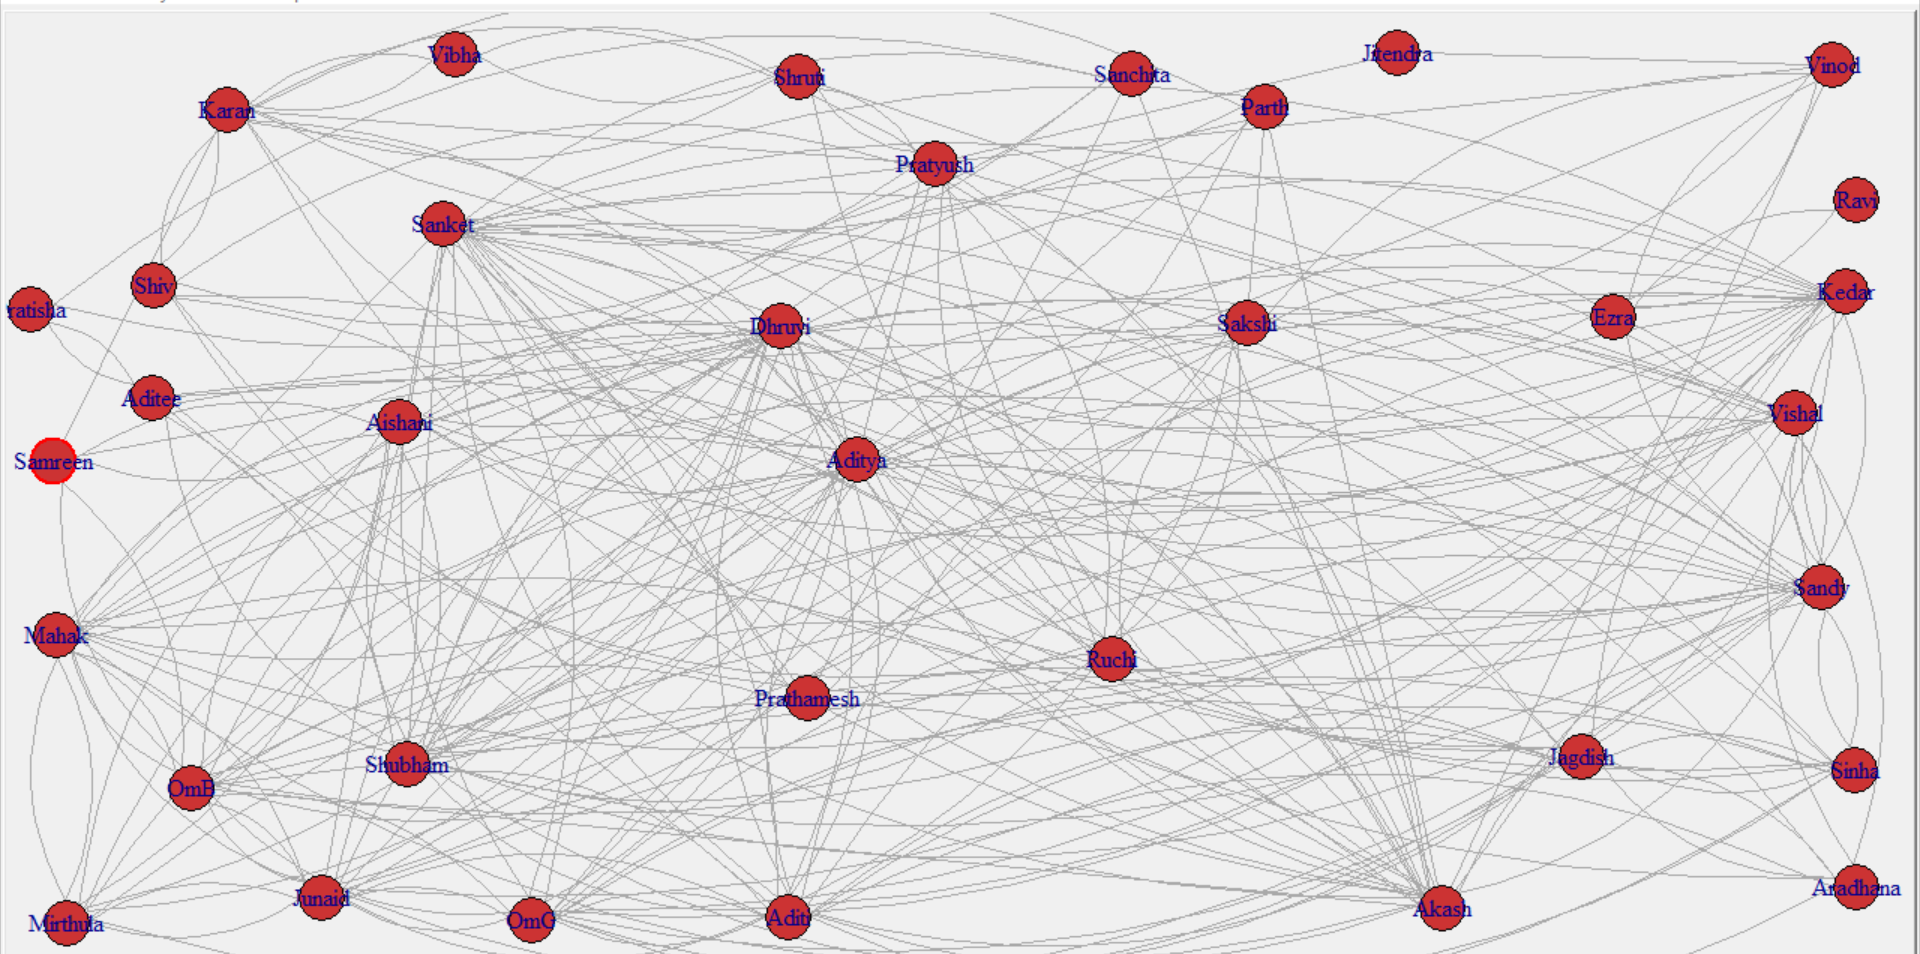 Vibha
Jitendra
Shruti
Sanchita
Vinod
Karan
Parth
Pratyush
Ravi
Sanket
Shiv
Kedar
ratisha
Dhruvi
Sakshi
Ezra
Aditee
Aishani
Vishal
Samreen
Aditya
Sandy
Mahak
Ruchi
Prathamesh
Shubham
Jagdish
Sinha
OmB
Junaid
Aradhana
Mirthula
OmG
Aditi
Akash